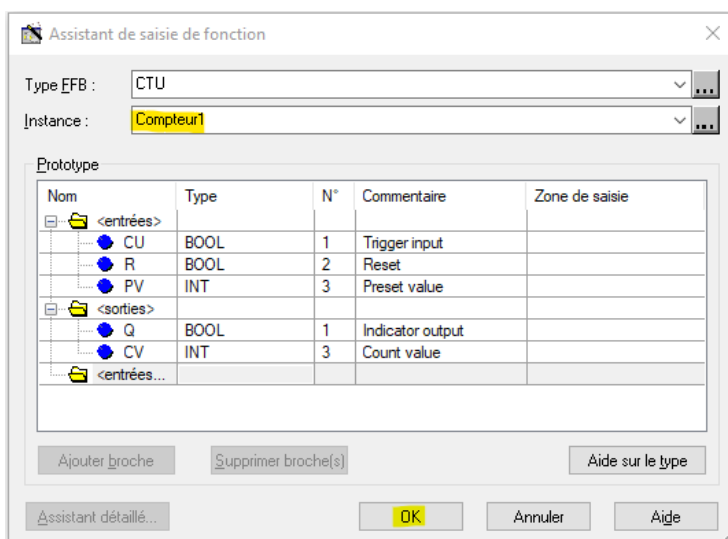 Assistant de saisie de fonction
Type EFB : CTU ...
Instance : Compteur1 ...
Prototype
Nom Type N° Commentaire Zone de saisie
<entrées>
CU BOOL 1 Trigger input
R BOOL 2 Reset
PV INT 3 Preset value
<sorties>
Q BOOL 1 Indicator output
CV INT 3 Count value
<entrées...
Ajouter broche Supprimer broche(s) Aide sur le type
Assistant détaillé... OK Annuler Aide